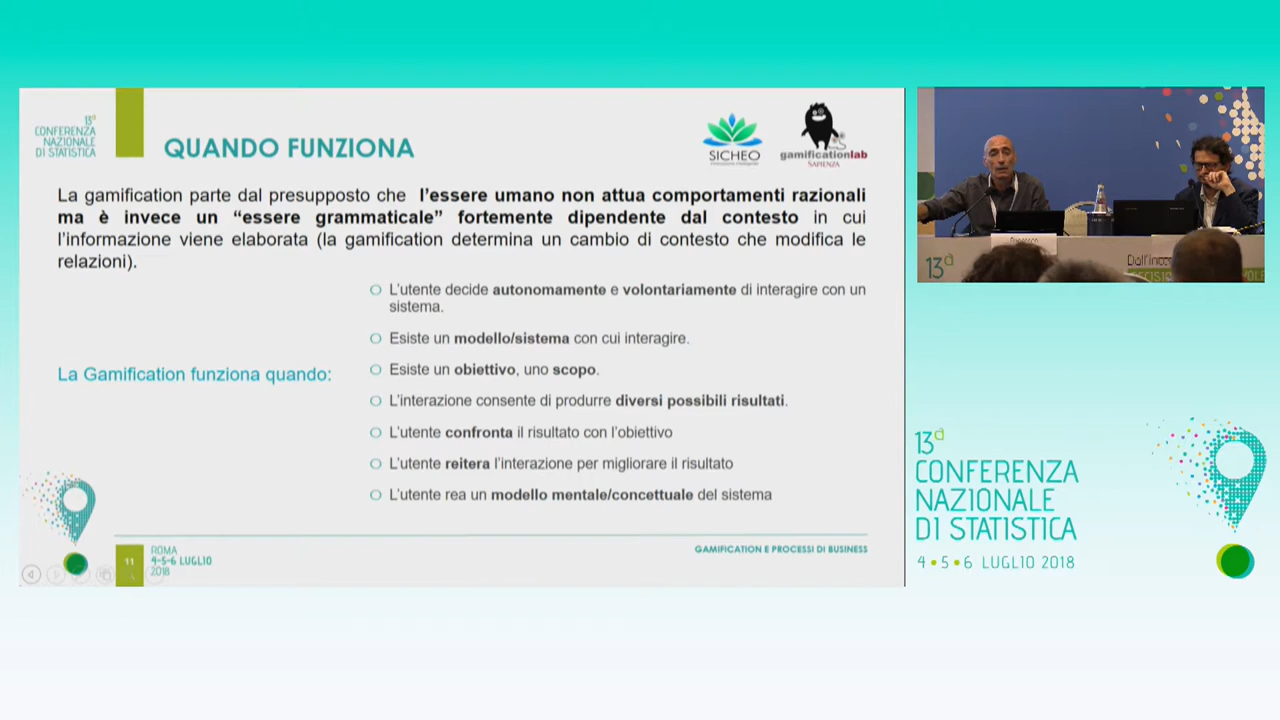 13a
CONFERENZA
NAZIONALE
DI STATISTICA
QUANDO FUNZIONA
SICHEO
gamificationlab
SAPIENZA
La gamification parte dal presupposto che l'essere umano non attua comportamenti razionali
ma è invece un “essere grammaticale” fortemente dipendente dal contesto in cui
l'informazione viene elaborata (la gamification determina un cambio di contesto che modifica le
relazioni).
La Gamification funziona quando:
L'utente decide autonomamente e volontariamente di interagire con un
sistema.
Esiste un modello/sistema con cui interagire.
Esiste un obiettivo, uno scopo.
L'interazione consente di produrre diversi possibili risultati.
L'utente confronta il risultato con l'obiettivo
L'utente reitera l'interazione per migliorare il risultato
L'utente rea un modello mentale/concettuale del sistema
11
ROMA
4-5-6 LUGLIO
2018
GAMIFICATION E PROCESSI DI BUSINESS
13a
13a
CONFERENZA
NAZIONALE
DI STATISTICA
4 • 5 • 6 LUGLIO 2018